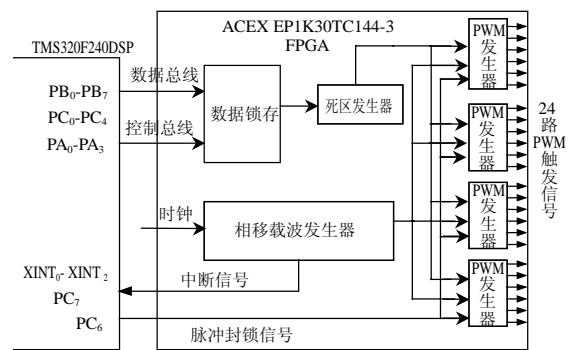 ACEX EP1K30TC144-3
FPGA
TMS320F240DSP
PB₀-PB₇
PC₀-PC₄
PA₀-PA₃
XINT₀- XINT ₂
PC₇
PC₆
数据总线
控制总线
时钟
中断信号
脉冲封锁信号
数据锁存
死区发生器
相移载波发生器
PWM
发
生
器
PWM
发
生
器
PWM
发
生
器
PWM
发
生
器
24
路
PWM
触
发
信
号